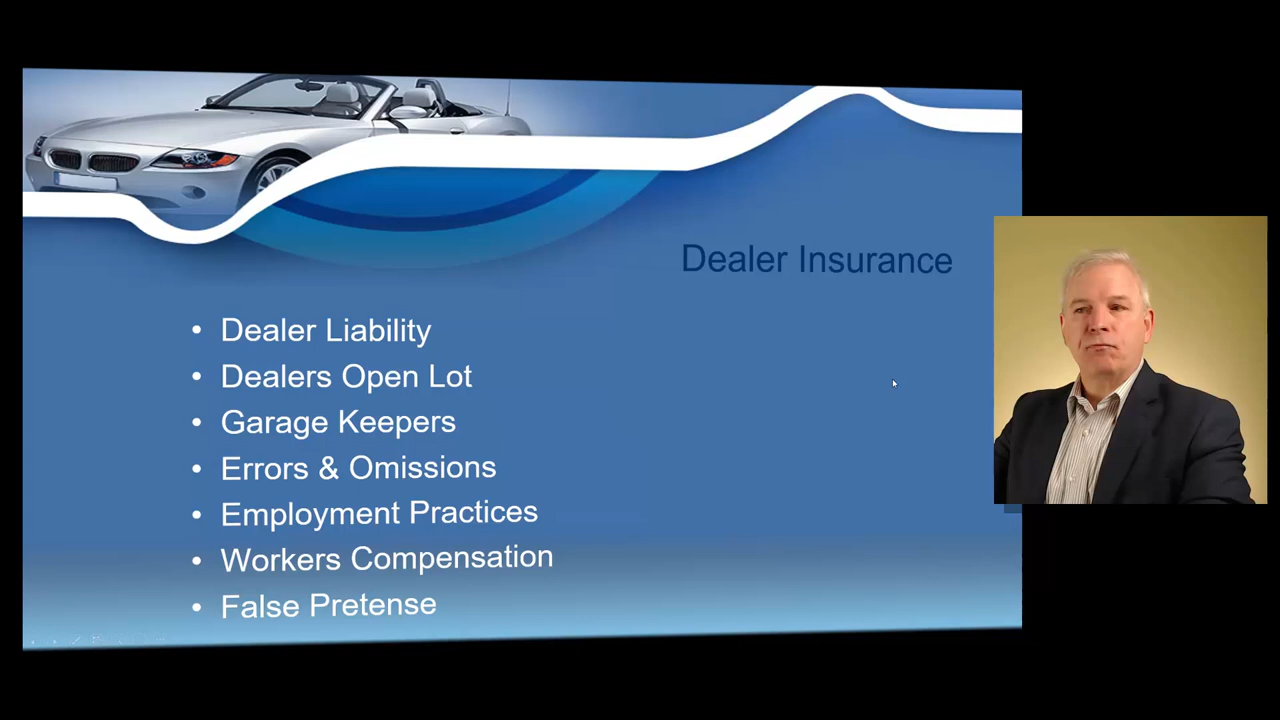 Dealer Insurance
• Dealer Liability
• Dealers Open Lot
• Garage Keepers
• Errors & Omissions
• Employment Practices
• Workers Compensation
• False Pretense